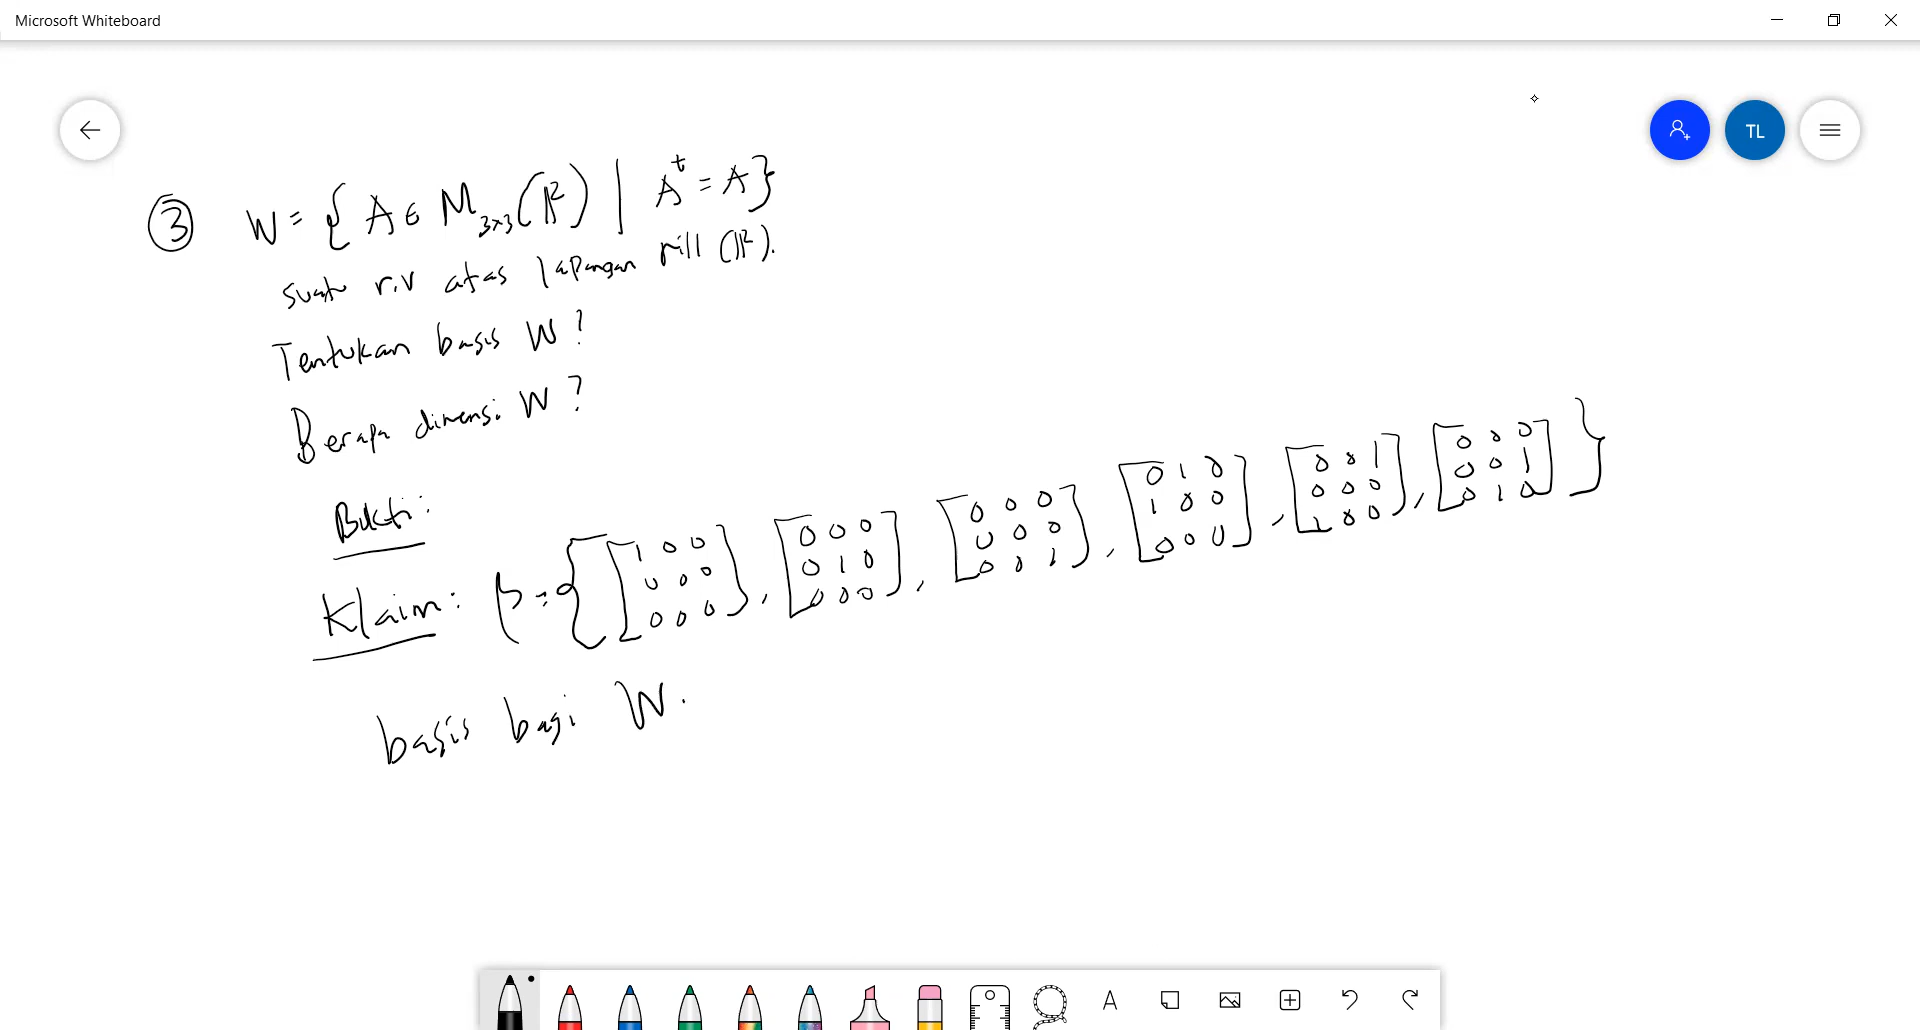 Microsoft Whiteboard
TL
③ W = { A ∈ M₃ₓ₃(ℝ) | Aᵗ = A }
suatu r.v atas lapangan rill (ℝ).
Tentukan basis W?
Berapa dimensi W?
Bukti:
Klaim: β = { [1 0 0; 0 0 0; 0 0 0], [0 0 0; 0 1 0; 0 0 0], [0 0 0; 0 0 0; 0 0 1], [0 1 0; 1 0 0; 0 0 0], [0 0 1; 0 0 0; 1 0 0], [0 0 0; 0 0 1; 0 1 0] }
basis bagi W.
A